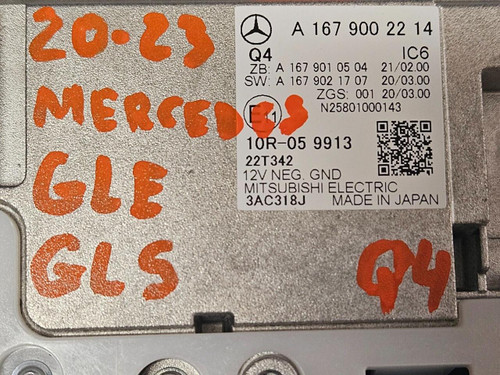 20-23
MERCEDES
GLE
GLS
Q4
A 167 900 22 14
Q4 IC6
ZB: A 167 901 05 04 21/02.00
SW: A 167 902 17 07 20/03.00
ZGS: 001 20/03.00
N25801000143
10R-05 9913
22T342
12V NEG. GND
MITSUBISHI ELECTRIC
3AC318J MADE IN JAPAN